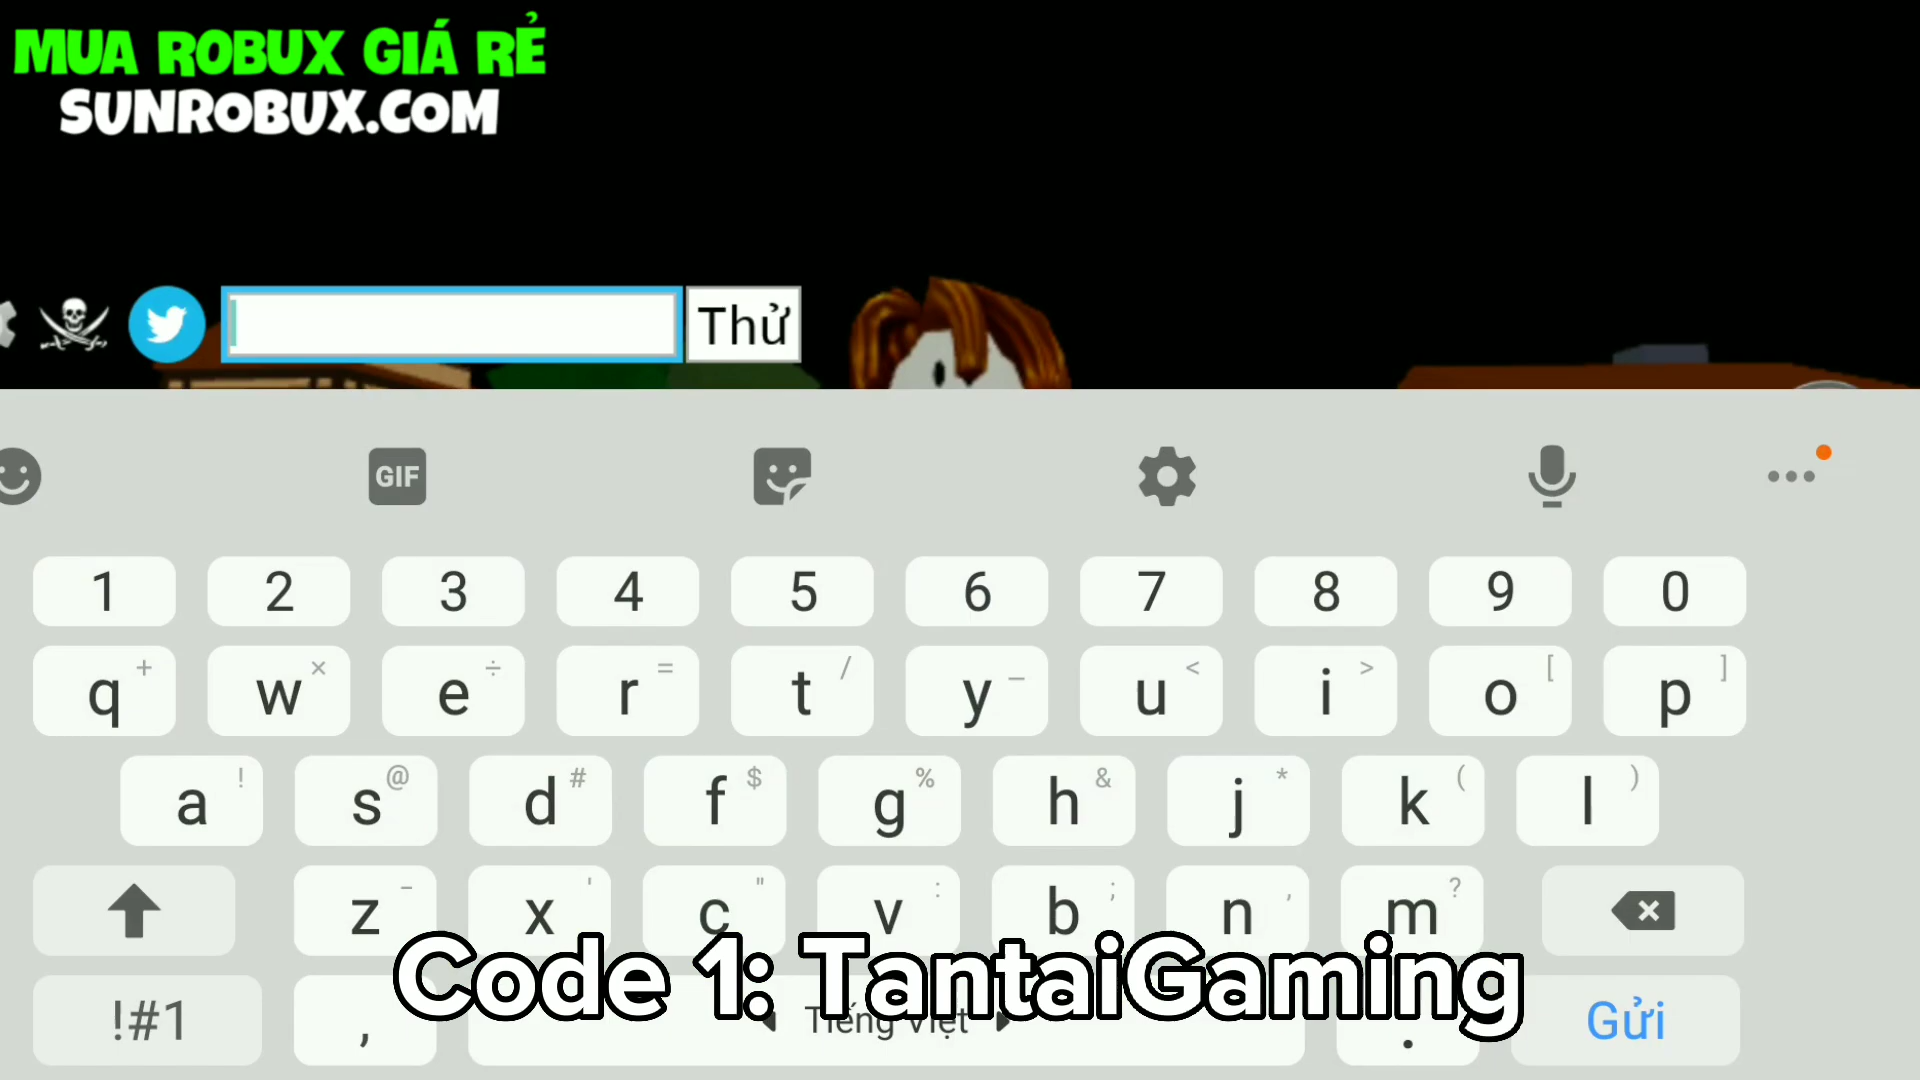 MUA ROBUX GIÁ RẺ
SUNROBUX.COM
Thử
GIF
1 2 3 4 5 6 7 8 9 0
q + w × e ÷ r = t / y _ u < i > o [ p ]
a ! s @ d # f $ g % h & j * k ( l )
z - x ' c " v : b ; n , m ?
Code 1: TantaiGaming
!#1 , Tiếng Việt . Gửi